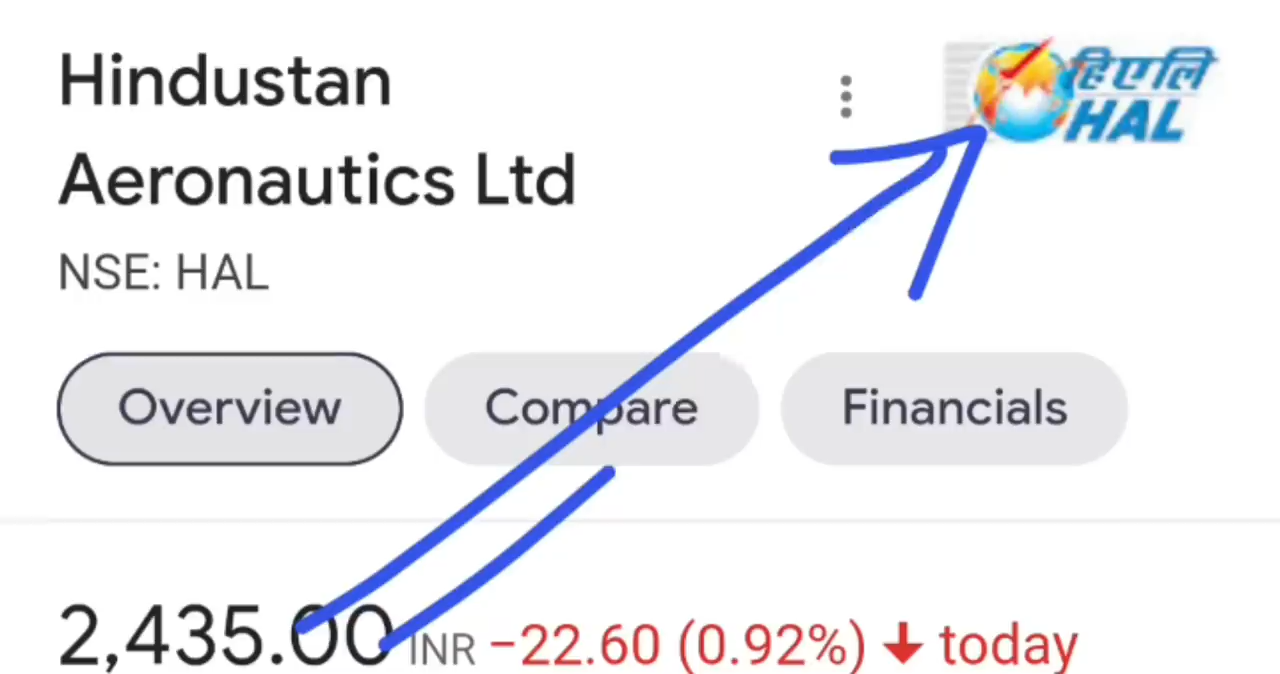 Hindustan
Aeronautics Ltd
NSE: HAL
हिएलि
HAL
Overview Compare Financials
2,435.00 INR −22.60 (0.92%) ↓ today